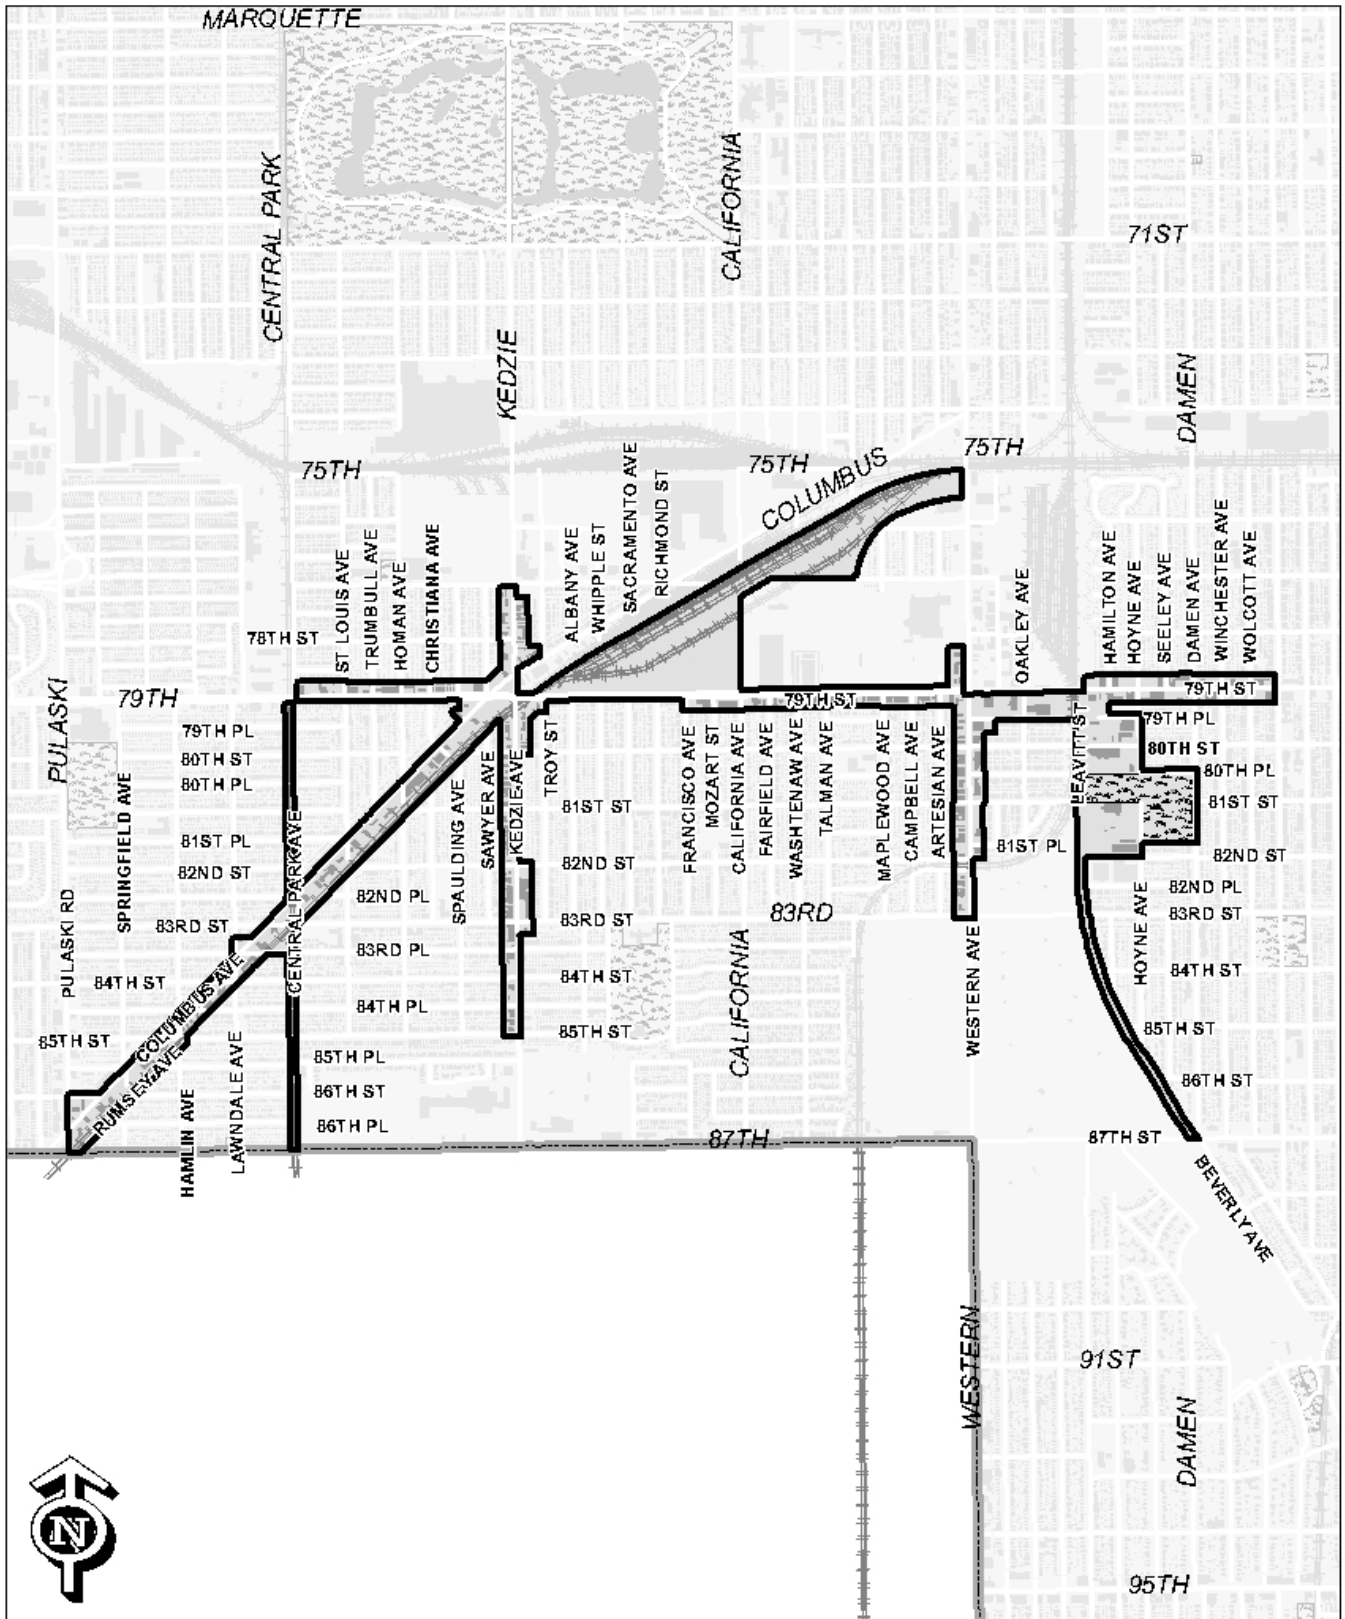 MARQUETTE
CENTRAL PARK
CALIFORNIA
71ST
KEDZIE
DAMEN
75TH
75TH
75TH
COLUMBUS
ST LOUIS AVE
TRUMBULL AVE
HOMAN AVE
CHRISTIANA AVE
ALBANY AVE
WHIPPLE ST
SACRAMENTO AVE
RICHMOND ST
OAKLEY AVE
HAMILTON AVE
HOYNE AVE
SEELEY AVE
DAMEN AVE
WINCHESTER AVE
WOLCOTT AVE
78TH ST
PULASKI
79TH
79TH ST
79TH ST
79TH PL
80TH ST
80TH PL
81ST PL
82ND ST
83RD ST
84TH ST
85TH ST
SPRINGFIELD AVE
PULASKI RD
COLUMBUS AVE
RUMSEY AVE
HAMLIN AVE
LAWNDALE AVE
CENTRAL PARK AVE
82ND PL
83RD PL
84TH PL
85TH PL
86TH ST
86TH PL
SPAULDING AVE
SAWYER AVE
KEDZIE AVE
TROY ST
81ST ST
82ND ST
83RD ST
84TH ST
85TH ST
FRANCISCO AVE
MOZART ST
CALIFORNIA AVE
FAIRFIELD AVE
WASHTENAW AVE
TALMAN AVE
MAPLEWOOD AVE
CAMPBELL AVE
ARTESIAN AVE
83RD
CALIFORNIA
WESTERN AVE
81ST PL
LEAVITT ST
79TH PL
80TH ST
80TH PL
81ST ST
82ND ST
82ND PL
83RD ST
84TH ST
85TH ST
86TH ST
87TH ST
HOYNE AVE
BEVERLY AVE
87TH
WESTERN
91ST
DAMEN
95TH
N